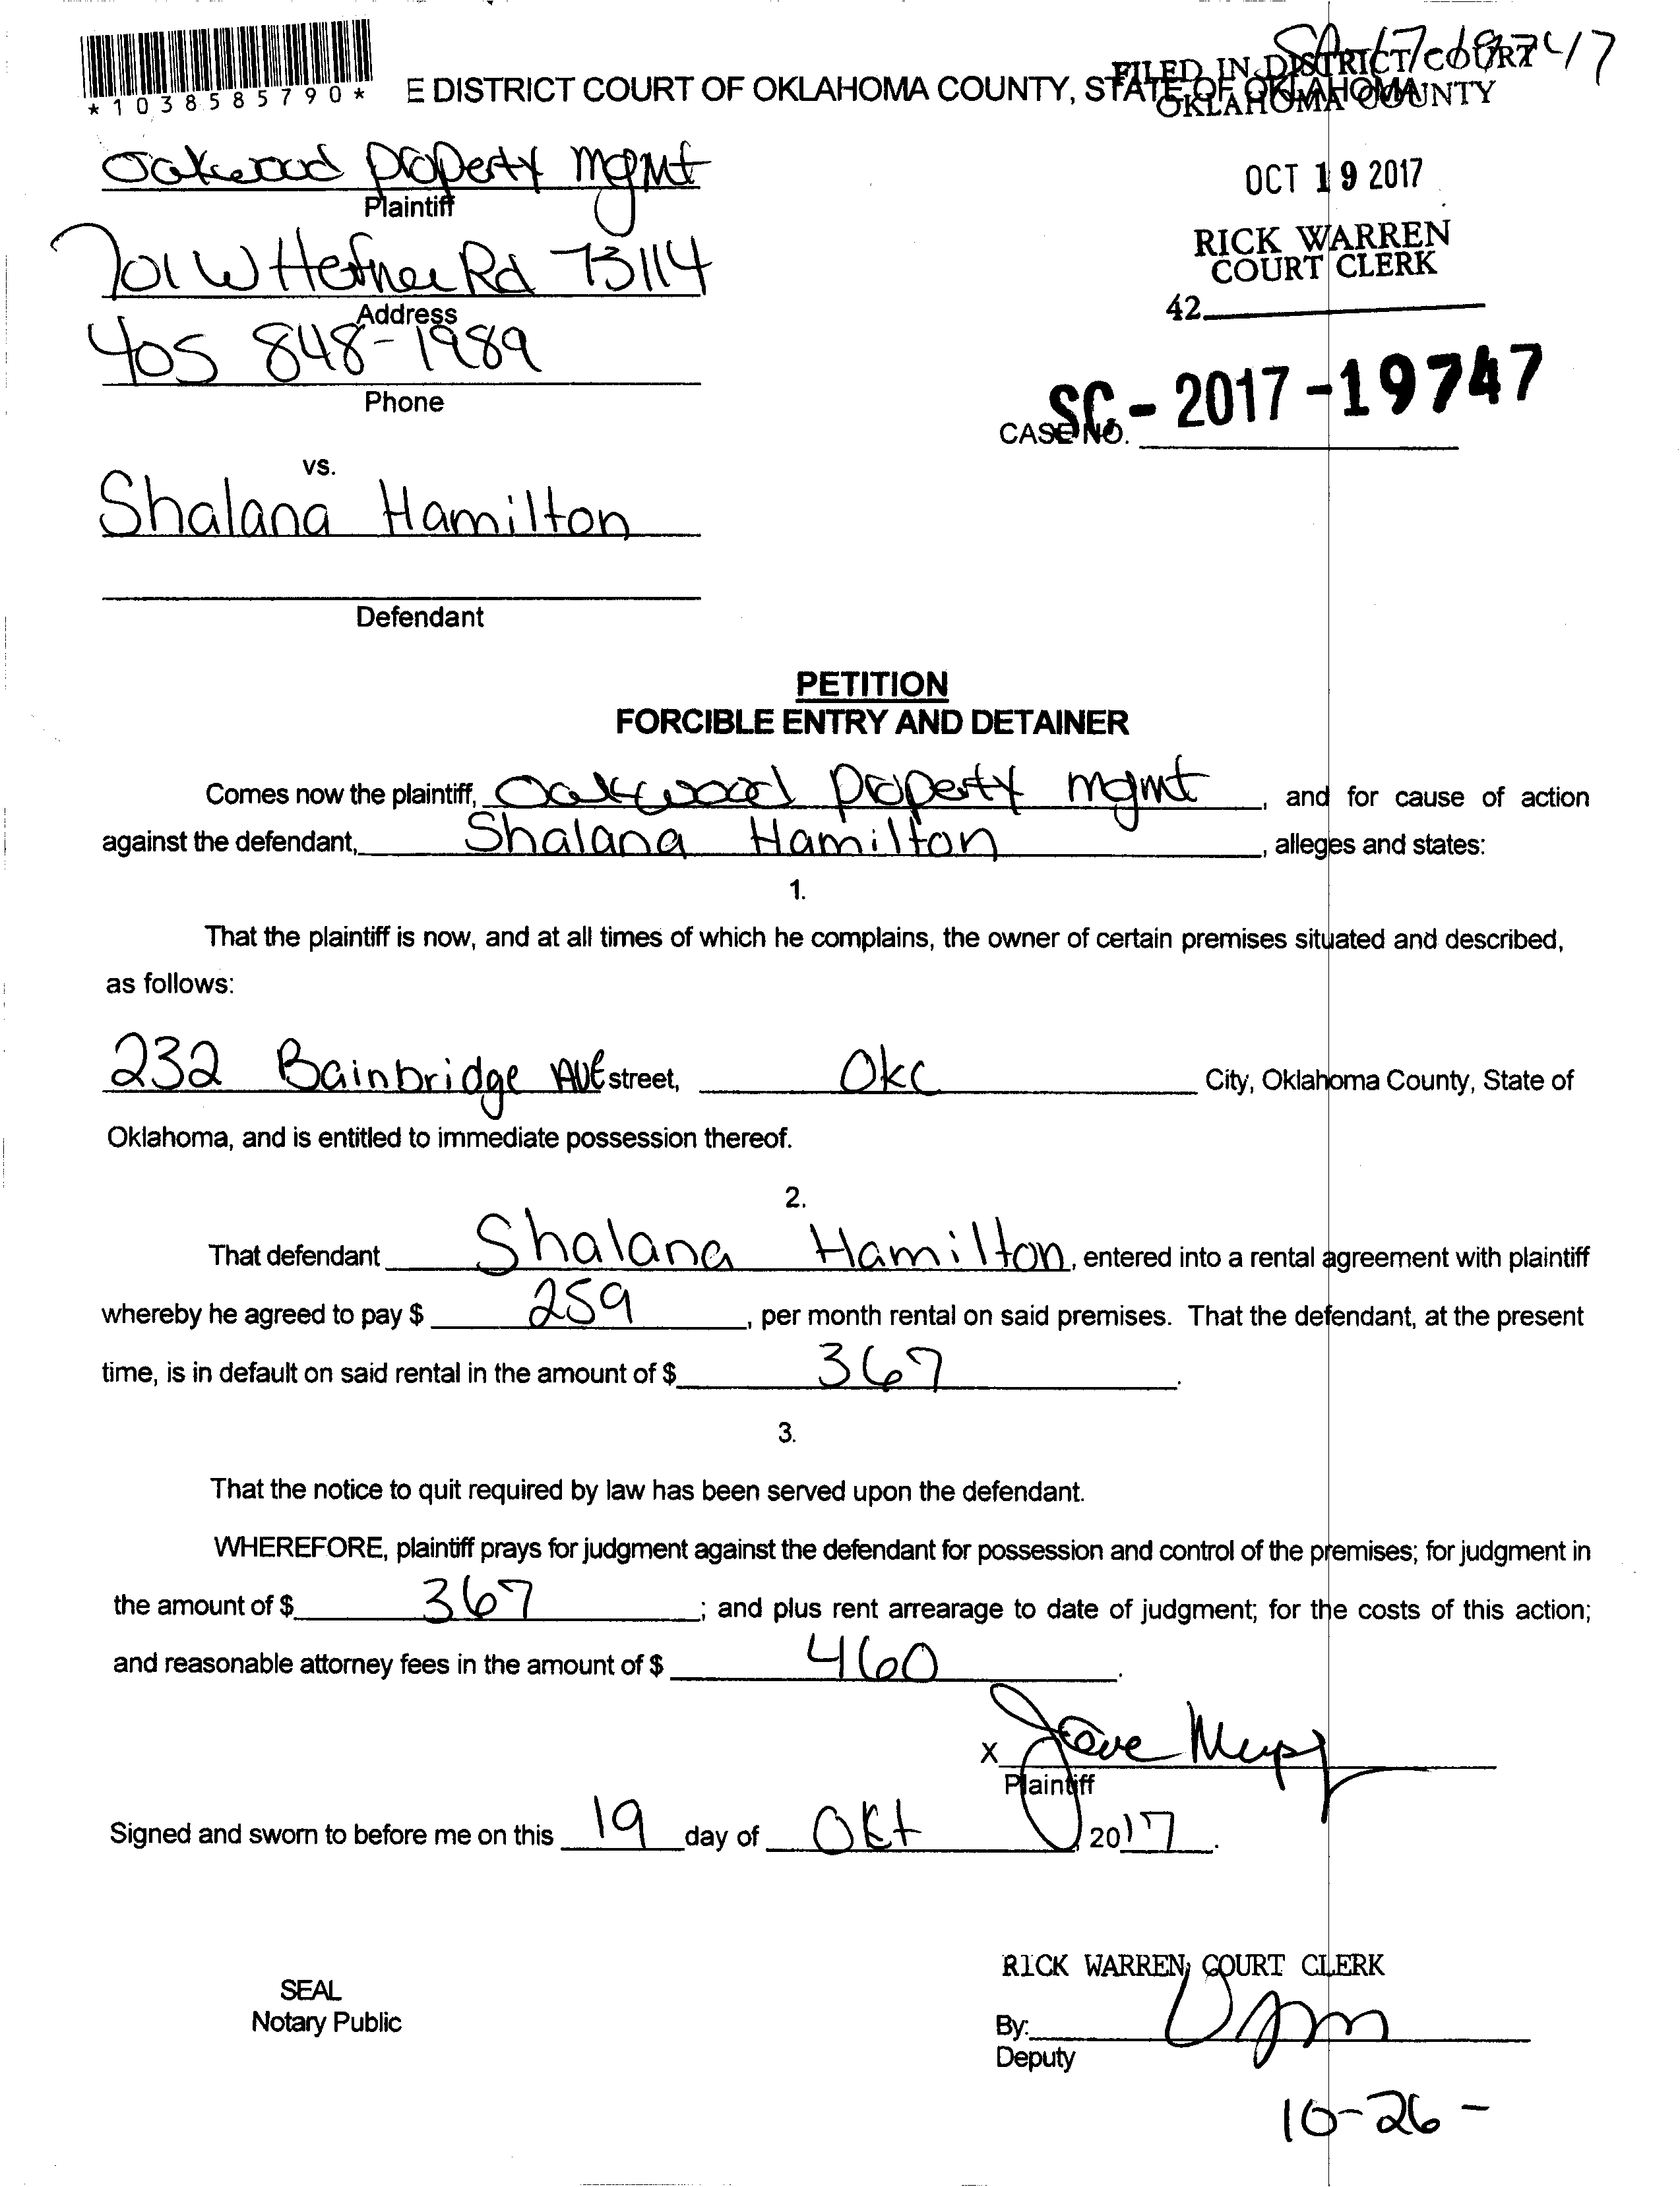 *1038585790*
E DISTRICT COURT OF OKLAHOMA COUNTY, STATE OF OKLAHOMA
FILED IN DISTRICT COURT
OKLAHOMA COUNTY
OCT 19 2017
RICK WARREN
COURT CLERK
42
Oakwood Property mgmt
Plaintiff
701 W Hefner Rd 73114
Address
405 848-1989
Phone
CASE NO. SC - 2017 - 19747
vs.
Shalana Hamilton
Defendant
PETITION
FORCIBLE ENTRY AND DETAINER
Comes now the plaintiff, Oakwood Property mgmt, and for cause of action
against the defendant, Shalana Hamilton, alleges and states:
1.
That the plaintiff is now, and at all times of which he complains, the owner of certain premises situated and described,
as follows:
232 Bainbridge AVE street, OKC City, Oklahoma County, State of
Oklahoma, and is entitled to immediate possession thereof.
2.
That defendant Shalana Hamilton, entered into a rental agreement with plaintiff
whereby he agreed to pay $ 259, per month rental on said premises. That the defendant, at the present
time, is in default on said rental in the amount of $ 367.
3.
That the notice to quit required by law has been served upon the defendant.
WHEREFORE, plaintiff prays for judgment against the defendant for possession and control of the premises; for judgment in
the amount of $ 367; and plus rent arrearage to date of judgment; for the costs of this action;
and reasonable attorney fees in the amount of $ 460.
X
Plaintiff
Signed and sworn to before me on this 19 day of Okt, 2017.
RICK WARREN, COURT CLERK
SEAL
Notary Public
By:
Deputy
10-26-